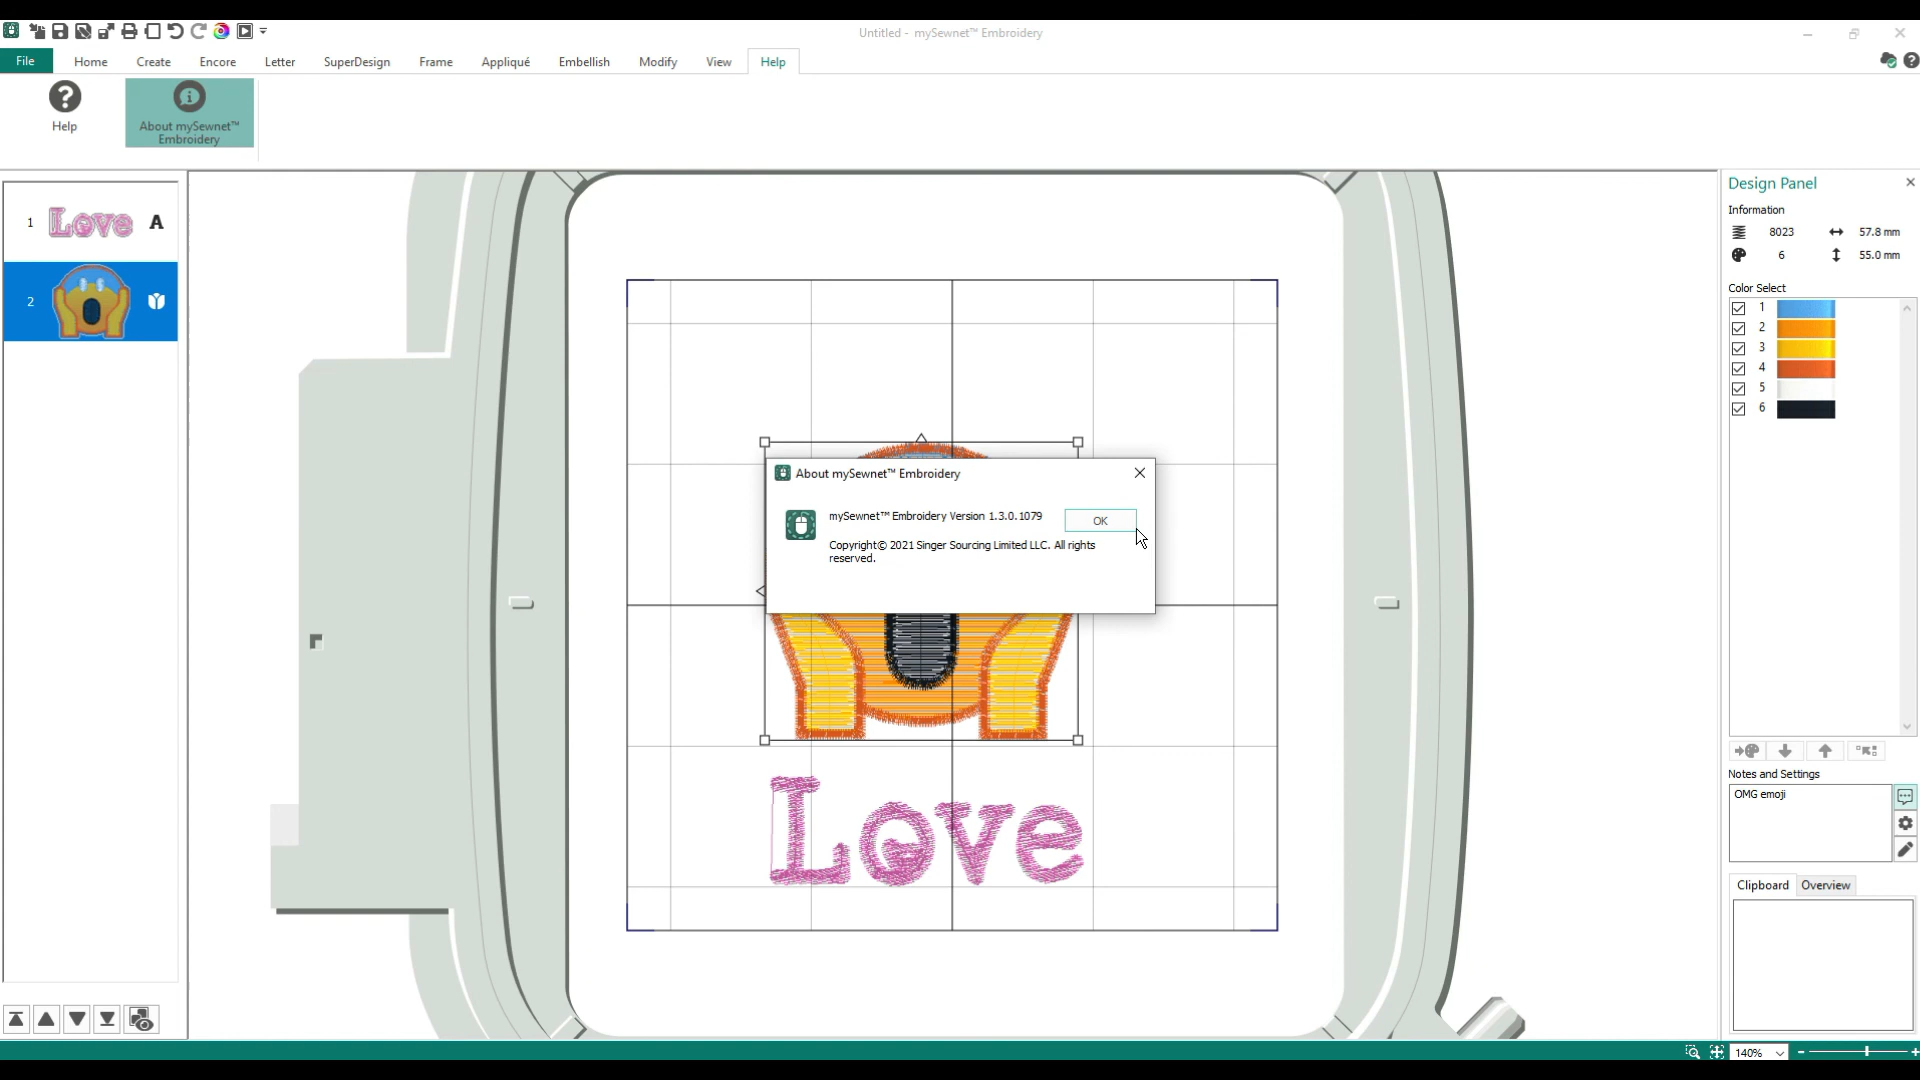 Untitled - mySewnet™ Embroidery
File Home Create Encore Letter SuperDesign Frame Appliqué Embellish Modify View Help
Help
About mySewnet™
Embroidery
1 Love A
2
Design Panel
Information
8023 57.8 mm
6 55.0 mm
Color Select
1
2
3
4
5
6
About mySewnet™ Embroidery
mySewnet™ Embroidery Version 1.3.0.1079
OK
Copyright© 2021 Singer Sourcing Limited LLC. All rights
reserved.
Love
Notes and Settings
OMG emoji
Clipboard Overview
140%